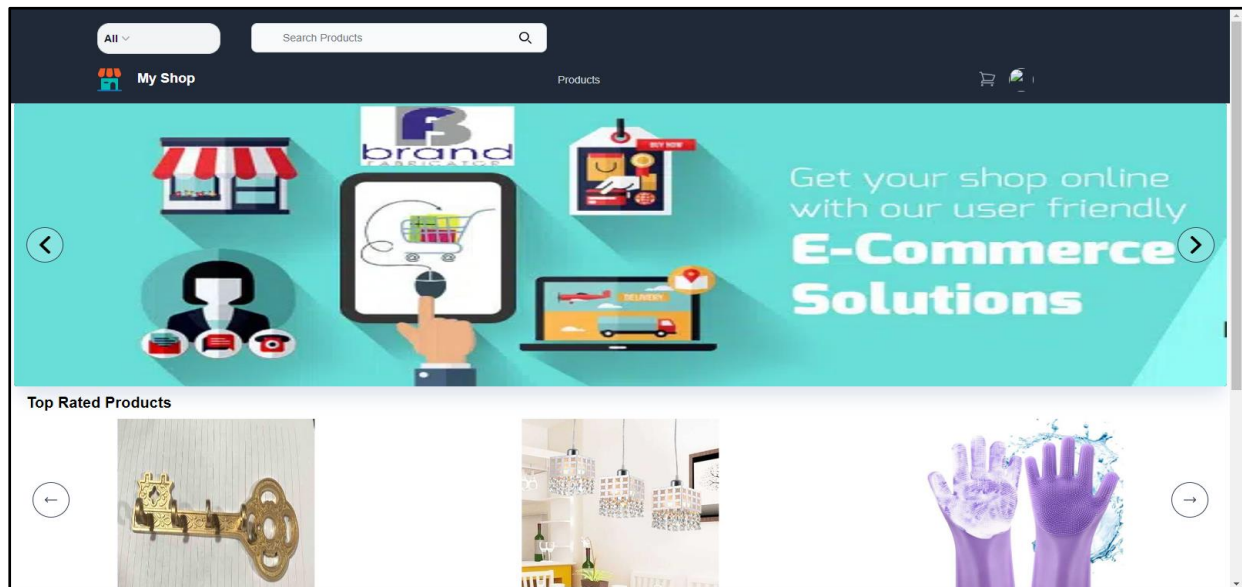 All
Search Products
My Shop
Products
brand
FABRICATOR
BUY NOW
DELIVERY
Get your shop online
with our user friendly
E-Commerce
Solutions
Top Rated Products